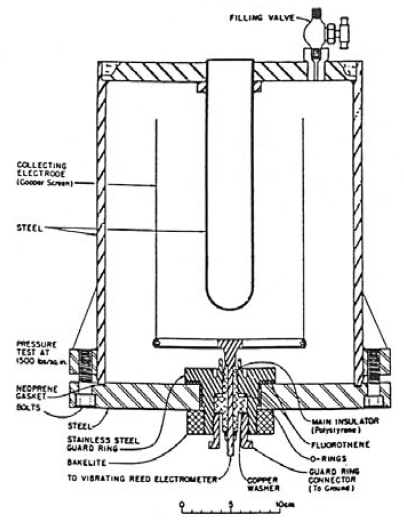 FILLING VALVE
COLLECTING
ELECTRODE
(Copper Screen)
STEEL
PRESSURE
TEST AT
1500 lbs/sq.in.
NEOPRENE
GASKET
BOLTS
STEEL
STAINLESS STEEL
GUARD RING
BAKELITE
TO VIBRATING REED ELECTROMETER
MAIN INSULATOR
(Polystyrene)
FLUOROTHENE
O-RINGS
GUARD RING
CONNECTOR
(To Ground)
COPPER
WASHER
0 5 10cm